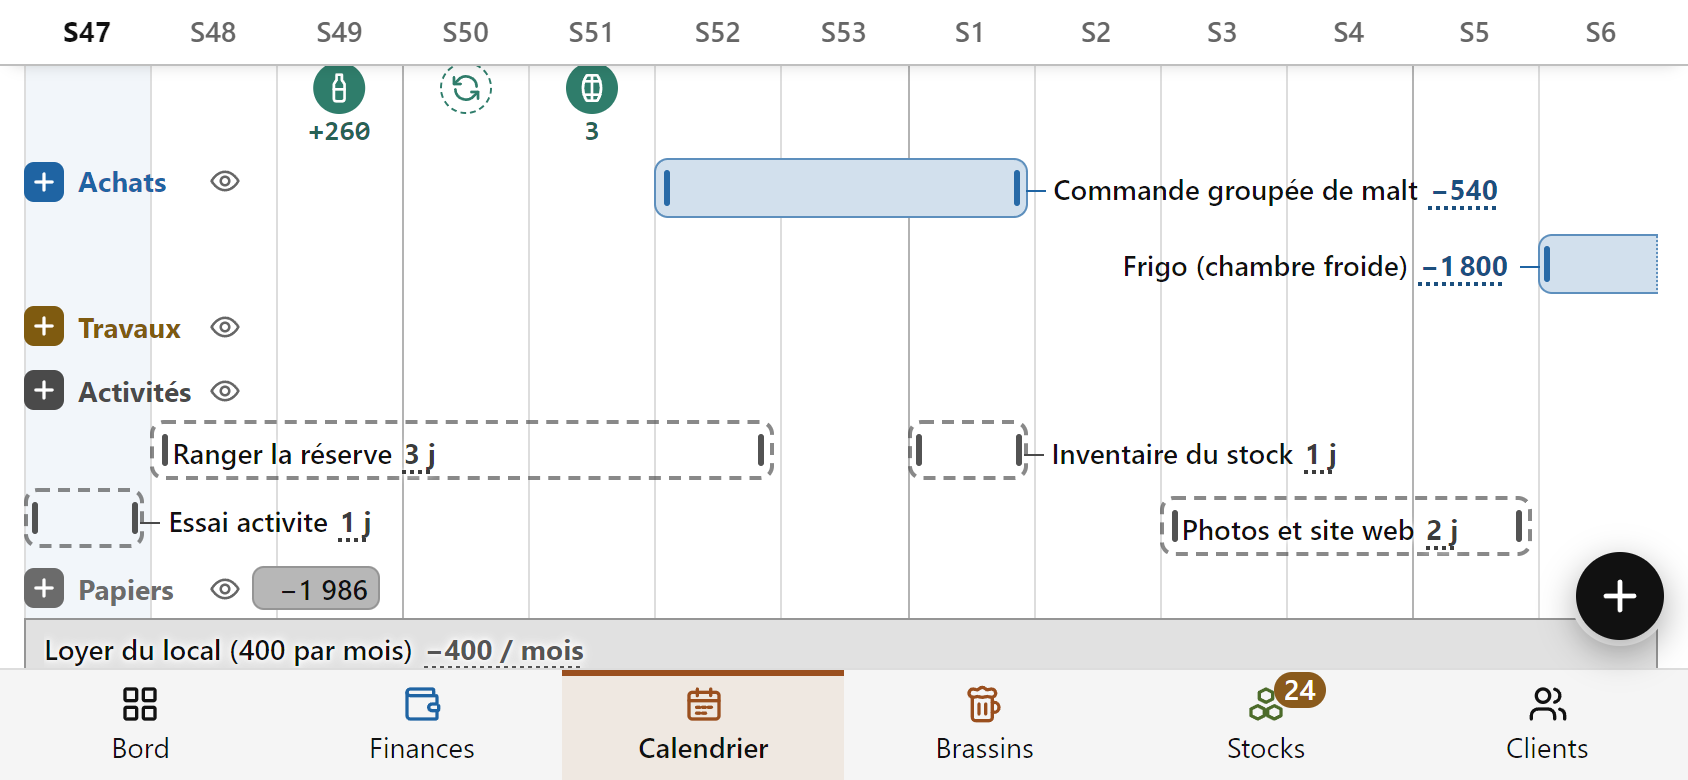 S47 S48 S49 S50 S51 S52 S53 S1 S2 S3 S4 S5 S6
+260 3
Achats
Commande groupée de malt −540
Frigo (chambre froide) −1 800
Travaux
Activités
Ranger la réserve 3 j
Inventaire du stock 1 j
Essai activite 1 j
Photos et site web 2 j
Papiers −1 986
Loyer du local (400 par mois) −400 / mois
24
Bord Finances Calendrier Brassins Stocks Clients